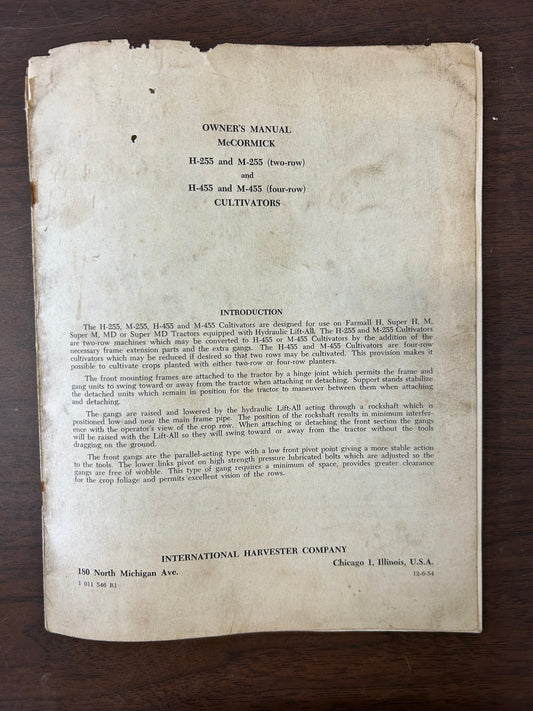 OWNER'S MANUAL
McCORMICK
H-255 and M-255 (two-row)
and
H-455 and M-455 (four-row)
CULTIVATORS
INTRODUCTION
The H-255, M-255, H-455 and M-455 Cultivators are designed for use on Farmall H, Super H, M,
Super M, MD or Super MD Tractors equipped with Hydraulic Lift-All. The H-255 and M-255 Cultivators
are two-row machines which may be converted to H-455 or M-455 Cultivators by the addition of the
necessary frame extension parts and the extra gangs. The H-455 and M-455 Cultivators are four-row
cultivators which may be reduced if desired so that two rows may be cultivated. This provision makes it
possible to cultivate crops planted with either two-row or four-row planters.
The front mounting frames are attached to the tractor by a hinge joint which permits the frame and
gang units to swing toward or away from the tractor when attaching or detaching. Support stands stabilize
the detached units which remain in position for the tractor to maneuver between them when attaching
and detaching.
The gangs are raised and lowered by the hydraulic Lift-All acting through a rockshaft which is
positioned low and near the main frame pipe. The position of the rockshaft results in minimum interfer-
ence with the operator's view of the crop row. When attaching or detaching the front section the gangs
will be raised with the Lift-All so they will swing toward or away from the tractor without the tools
dragging on the ground.
The front gangs are the parallel-acting type with a low front pivot point giving a more stable action
to the tools. The lower links pivot on high strength pressure lubricated bolts which are adjusted so the
gangs are free of wobble. This type of gang requires a minimum of space, provides greater clearance
for the crop foliage and permits excellent vision of the rows.
INTERNATIONAL HARVESTER COMPANY
180 North Michigan Ave. Chicago 1, Illinois, U.S.A.
1 011 546 R1 12-6-54